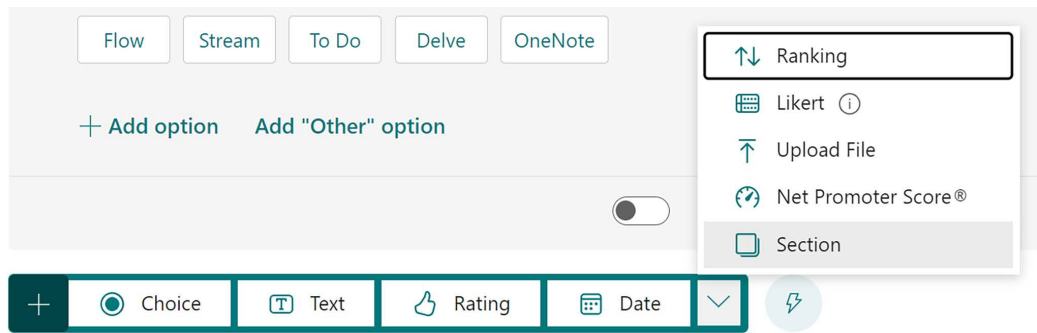 Flow Stream To Do Delve OneNote
Add option Add "Other" option
Ranking
Likert
Upload File
Net Promoter Score®
Section
Choice Text Rating Date